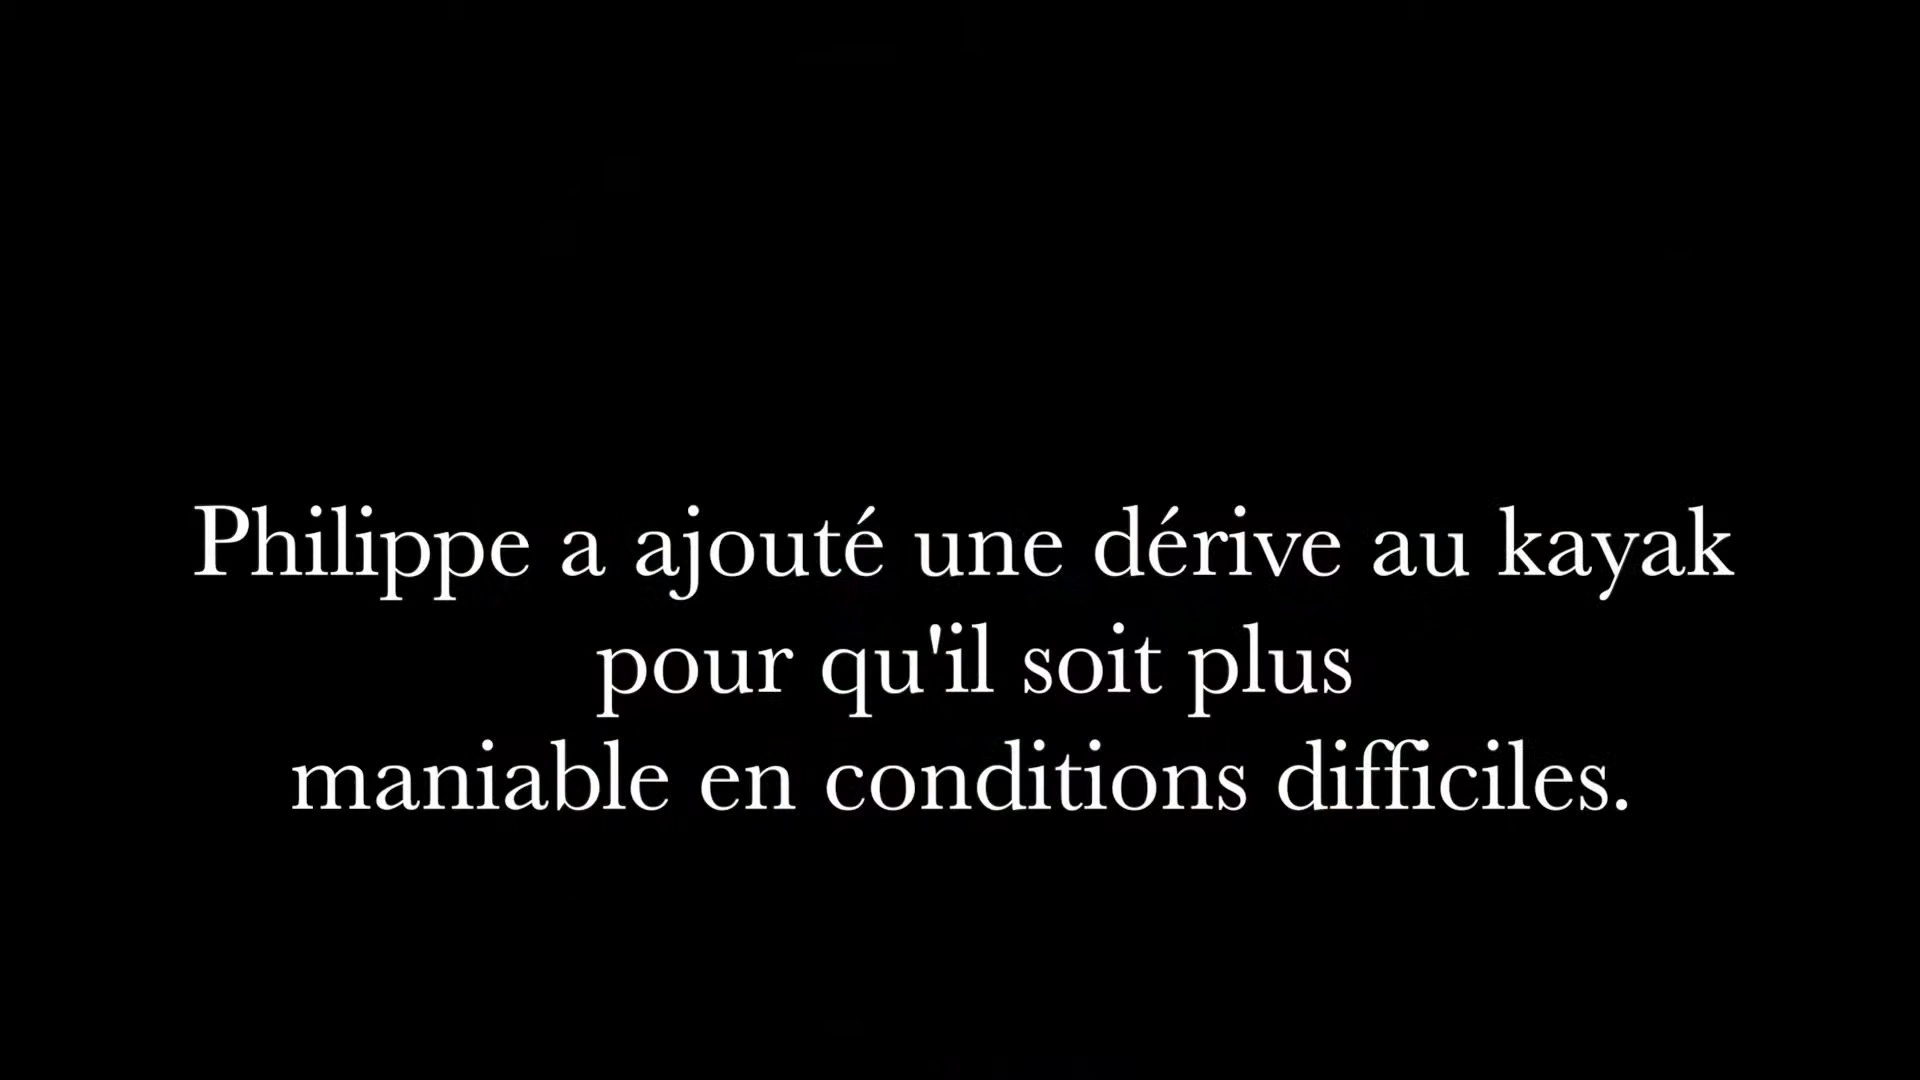 Philippe a ajouté une dérive au kayak
pour qu'il soit plus
maniable en conditions difficiles.